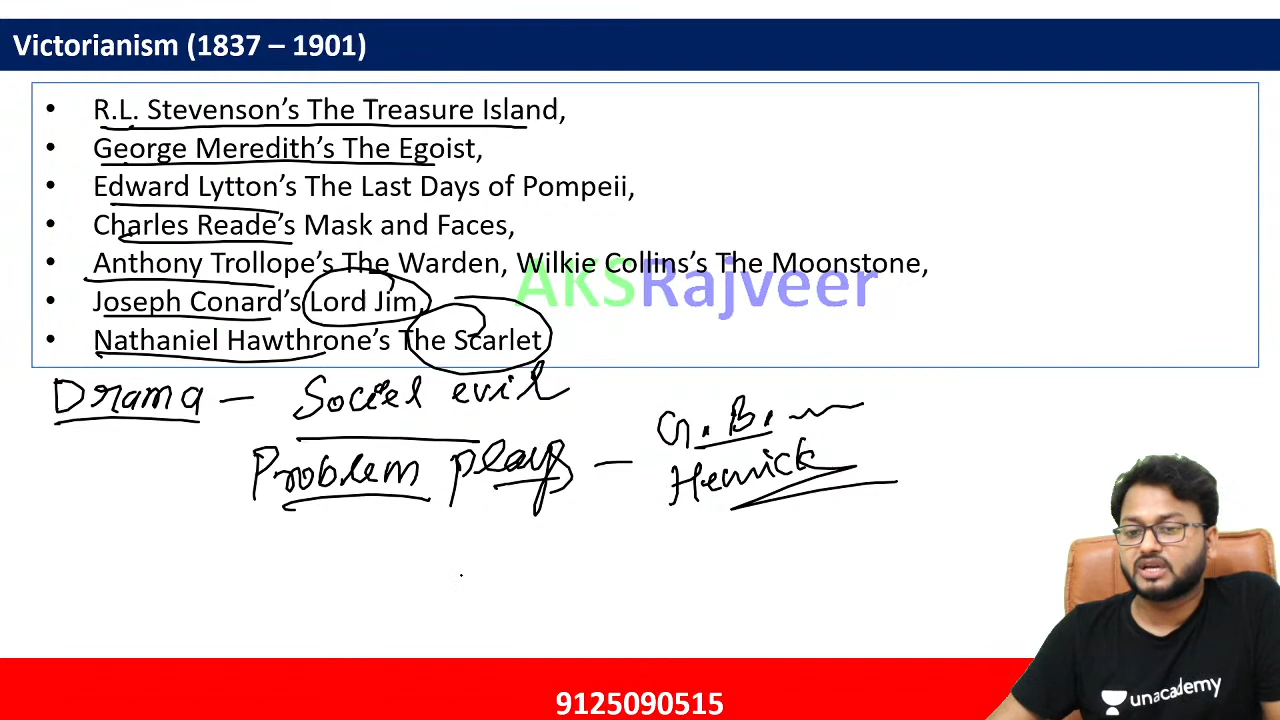 Victorianism (1837 – 1901)
• R.L. Stevenson's The Treasure Island,
• George Meredith's The Egoist,
• Edward Lytton's The Last Days of Pompeii,
• Charles Reade's Mask and Faces,
• Anthony Trollope's The Warden, Wilkie Collins's The Moonstone,
AKSRajveer
• Joseph Conard's Lord Jim,
• Nathaniel Hawthrone's The Scarlet
Drama – Social evil
Problem plays – G. B.
Henrick
unacademy
9125090515